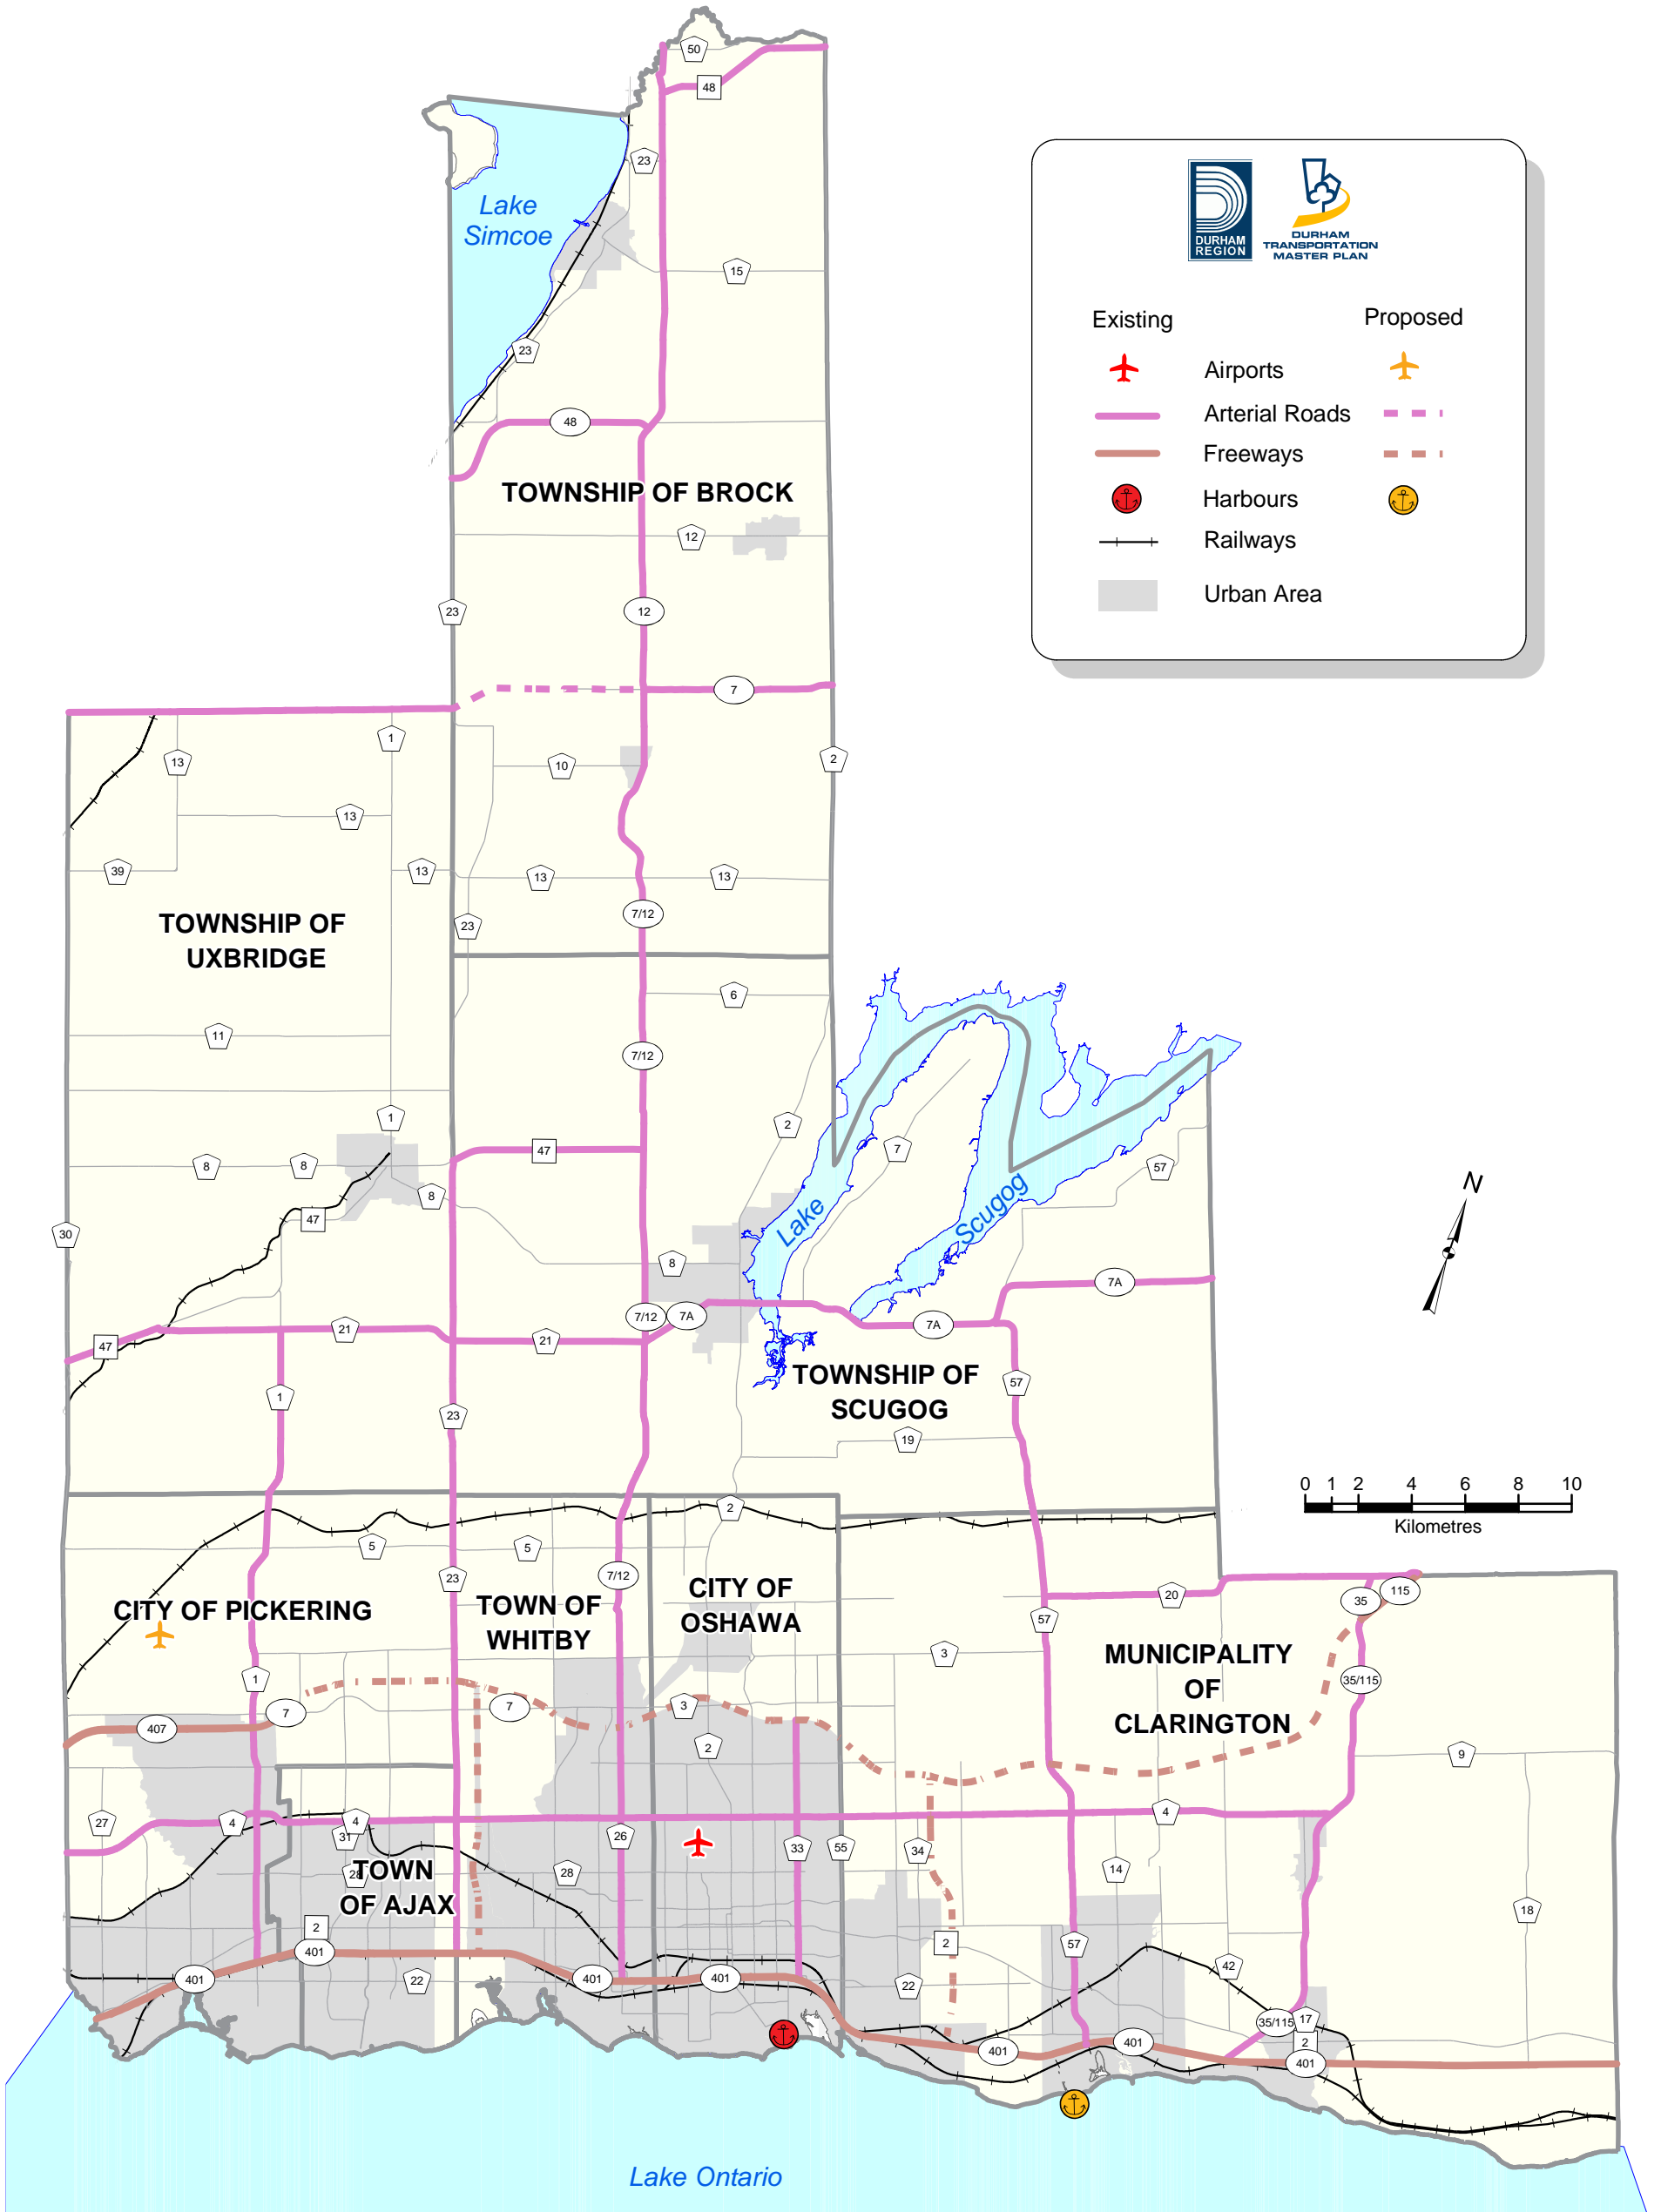 50
48
23
Lake
Simcoe
15
23
48
TOWNSHIP OF BROCK
12
23
12
7
1
13
10
2
13
39
13
13
13
7/12
23
TOWNSHIP OF
UXBRIDGE
6
11
7/12
1
2
7
47
8
8
57
8
47
30
Lake
Scugog
8
7A
7/12
7A
7A
21
21
47
TOWNSHIP OF
SCUGOG
57
1
23
19
2
5
5
23
7/12
CITY OF
OSHAWA
CITY OF PICKERING
TOWN OF
WHITBY
20
35
115
57
3
MUNICIPALITY
OF
CLARINGTON
1
35/115
7
7
3
407
2
9
27
4
4
4
31
26
33
55
34
28
28
14
TOWN
OF AJAX
18
2
401
2
57
401
22
401
401
22
42
35/115
17
2
401
401
401
Lake Ontario
DURHAM
REGION
DURHAM
TRANSPORTATION
MASTER PLAN
Existing
Proposed
Airports
Arterial Roads
Freeways
Harbours
Railways
Urban Area
N
0 1 2 4 6 8 10
Kilometres